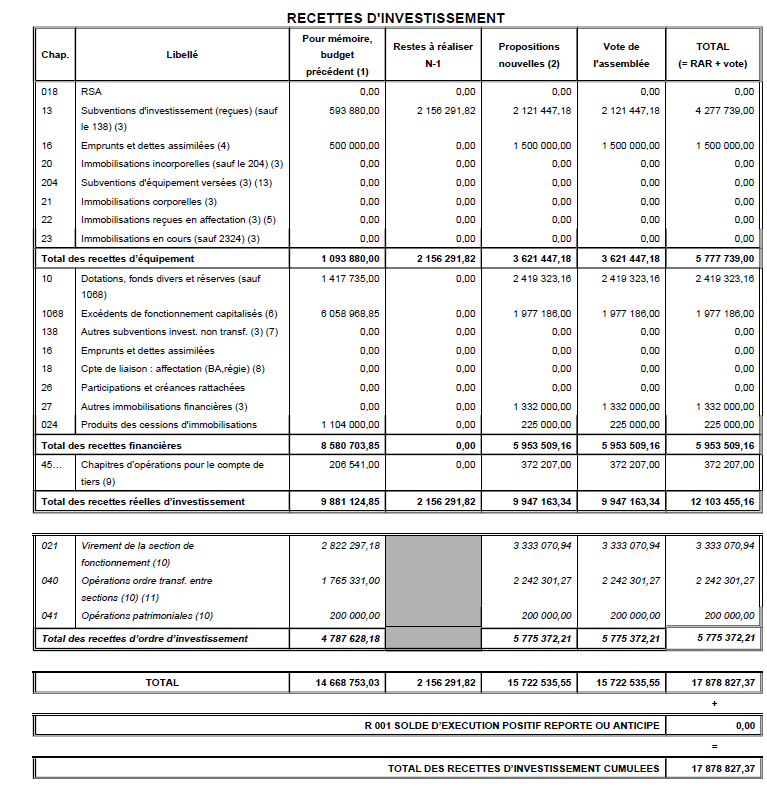 RECETTES D'INVESTISSEMENT
Chap. Libellé Pour mémoire, budget précédent (1) Restes à réaliser N-1 Propositions nouvelles (2) Vote de l'assemblée TOTAL (= RAR + vote)
018 RSA 0,00 0,00 0,00 0,00 0,00
13 Subventions d'investissement (reçues) (sauf 593 880,00 2 156 291,82 2 121 447,18 2 121 447,18 4 277 739,00
le 138) (3)
16 Emprunts et dettes assimilées (4) 500 000,00 0,00 1 500 000,00 1 500 000,00 1 500 000,00
20 Immobilisations incorporelles (sauf le 204) (3) 0,00 0,00 0,00 0,00 0,00
204 Subventions d'équipement versées (3) (13) 0,00 0,00 0,00 0,00 0,00
21 Immobilisations corporelles (3) 0,00 0,00 0,00 0,00 0,00
22 Immobilisations reçues en affectation (3) (5) 0,00 0,00 0,00 0,00 0,00
23 Immobilisations en cours (sauf 2324) (3) 0,00 0,00 0,00 0,00 0,00
Total des recettes d'équipement 1 093 880,00 2 156 291,82 3 621 447,18 3 621 447,18 5 777 739,00
10 Dotations, fonds divers et réserves (sauf 1 417 735,00 0,00 2 419 323,16 2 419 323,16 2 419 323,16
1068)
1068 Excédents de fonctionnement capitalisés (6) 6 058 968,85 0,00 1 977 186,00 1 977 186,00 1 977 186,00
138 Autres subventions invest. non transf. (3) (7) 0,00 0,00 0,00 0,00 0,00
16 Emprunts et dettes assimilées 0,00 0,00 0,00 0,00 0,00
18 Cpte de liaison : affectation (BA,régie) (8) 0,00 0,00 0,00 0,00 0,00
26 Participations et créances rattachées 0,00 0,00 0,00 0,00 0,00
27 Autres immobilisations financières (3) 0,00 0,00 1 332 000,00 1 332 000,00 1 332 000,00
024 Produits des cessions d'immobilisations 1 104 000,00 0,00 225 000,00 225 000,00 225 000,00
Total des recettes financières 8 580 703,85 0,00 5 953 509,16 5 953 509,16 5 953 509,16
45… Chapitres d'opérations pour le compte de 206 541,00 0,00 372 207,00 372 207,00 372 207,00
tiers (9)
Total des recettes réelles d'investissement 9 881 124,85 2 156 291,82 9 947 163,34 9 947 163,34 12 103 455,16
021 Virement de la section de 2 822 297,18 3 333 070,94 3 333 070,94 3 333 070,94
fonctionnement (10)
040 Opérations ordre transf. entre 1 765 331,00 2 242 301,27 2 242 301,27 2 242 301,27
sections (10) (11)
041 Opérations patrimoniales (10) 200 000,00 200 000,00 200 000,00 200 000,00
Total des recettes d'ordre d'investissement 4 787 628,18 5 775 372,21 5 775 372,21 5 775 372,21
TOTAL 14 668 753,03 2 156 291,82 15 722 535,55 15 722 535,55 17 878 827,37
+
R 001 SOLDE D'EXECUTION POSITIF REPORTE OU ANTICIPE 0,00
=
TOTAL DES RECETTES D'INVESTISSEMENT CUMULEES 17 878 827,37